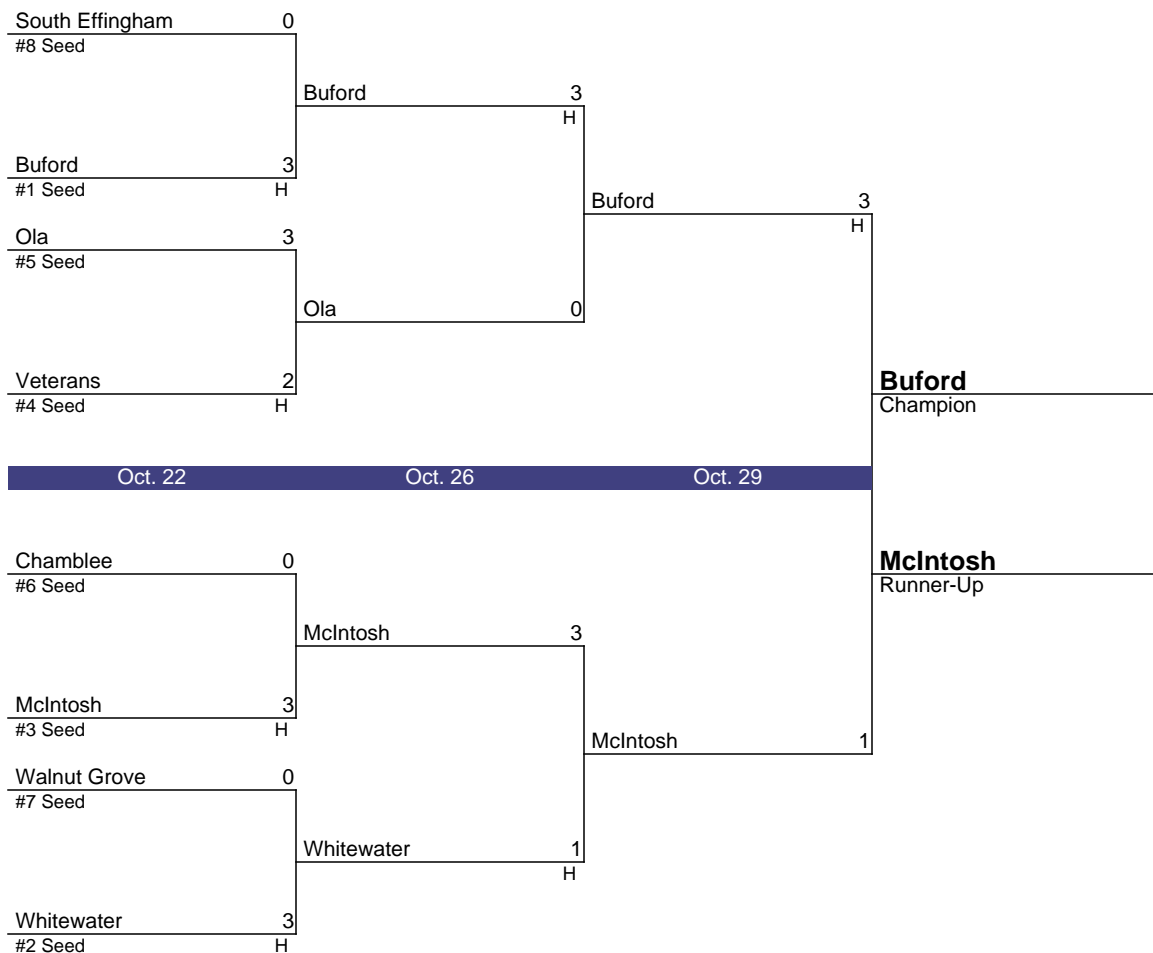 South Effingham 0
#8 Seed
Buford 3
H
Buford 3
#1 Seed H
Buford 3
H
Ola 3
#5 Seed
Ola 0
Veterans 2
#4 Seed H
Buford
Champion
Oct. 22 Oct. 26 Oct. 29
Chamblee 0
#6 Seed
McIntosh
Runner-Up
McIntosh 3
McIntosh 3
#3 Seed H
McIntosh 1
Walnut Grove 0
#7 Seed
Whitewater 1
H
Whitewater 3
#2 Seed H